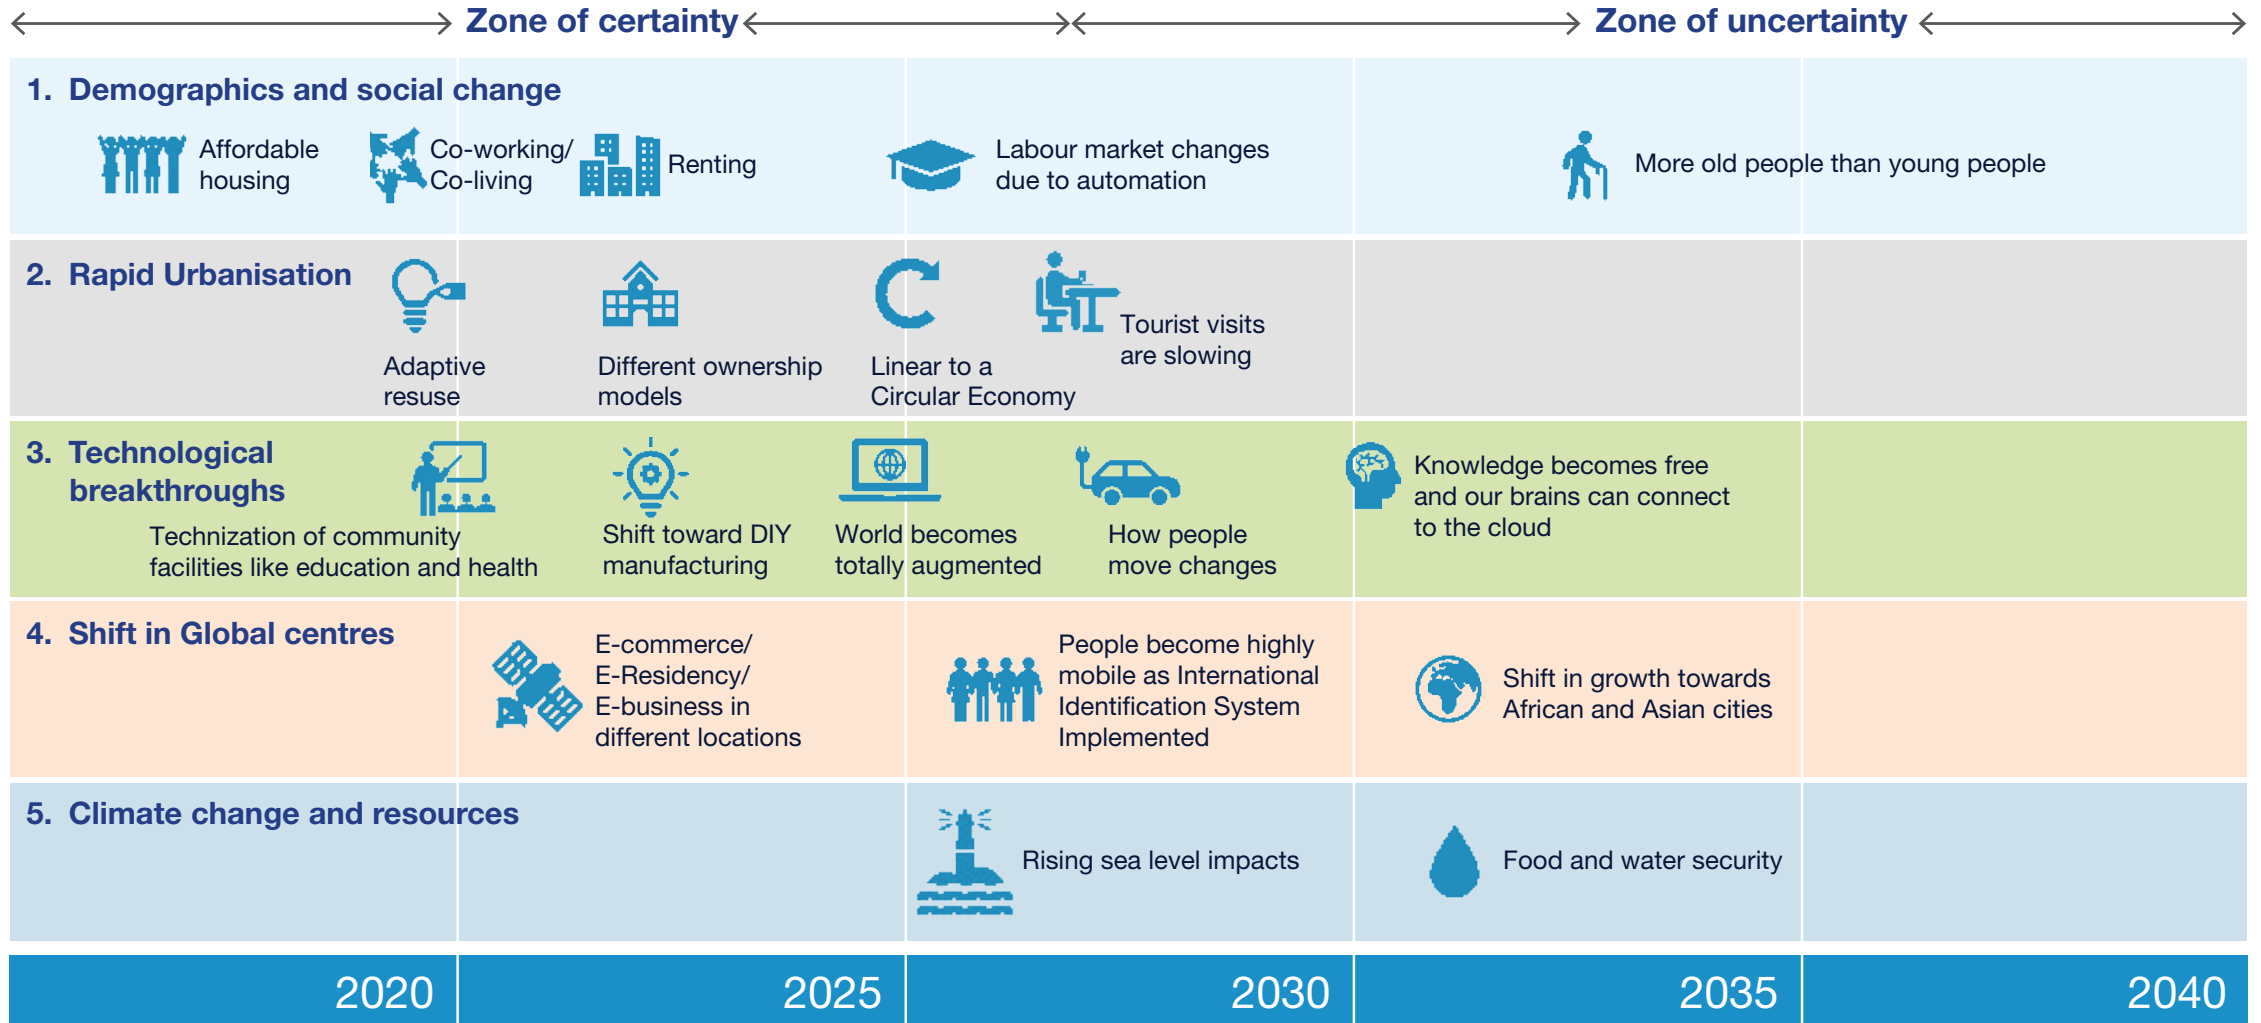 Zone of certainty
Zone of uncertainty
1. Demographics and social change
Affordable
housing
Co-working/
Co-living
Renting
Labour market changes
due to automation
More old people than young people
2. Rapid Urbanisation
Adaptive
resuse
Different ownership
models
Linear to a
Circular Economy
Tourist visits
are slowing
3. Technological
breakthroughs
Technization of community
facilities like education and health
Shift toward DIY
manufacturing
World becomes
totally augmented
How people
move changes
Knowledge becomes free
and our brains can connect
to the cloud
4. Shift in Global centres
E-commerce/
E-Residency/
E-business in
different locations
People become highly
mobile as International
Identification System
Implemented
Shift in growth towards
African and Asian cities
5. Climate change and resources
Rising sea level impacts
Food and water security
2020
2025
2030
2035
2040